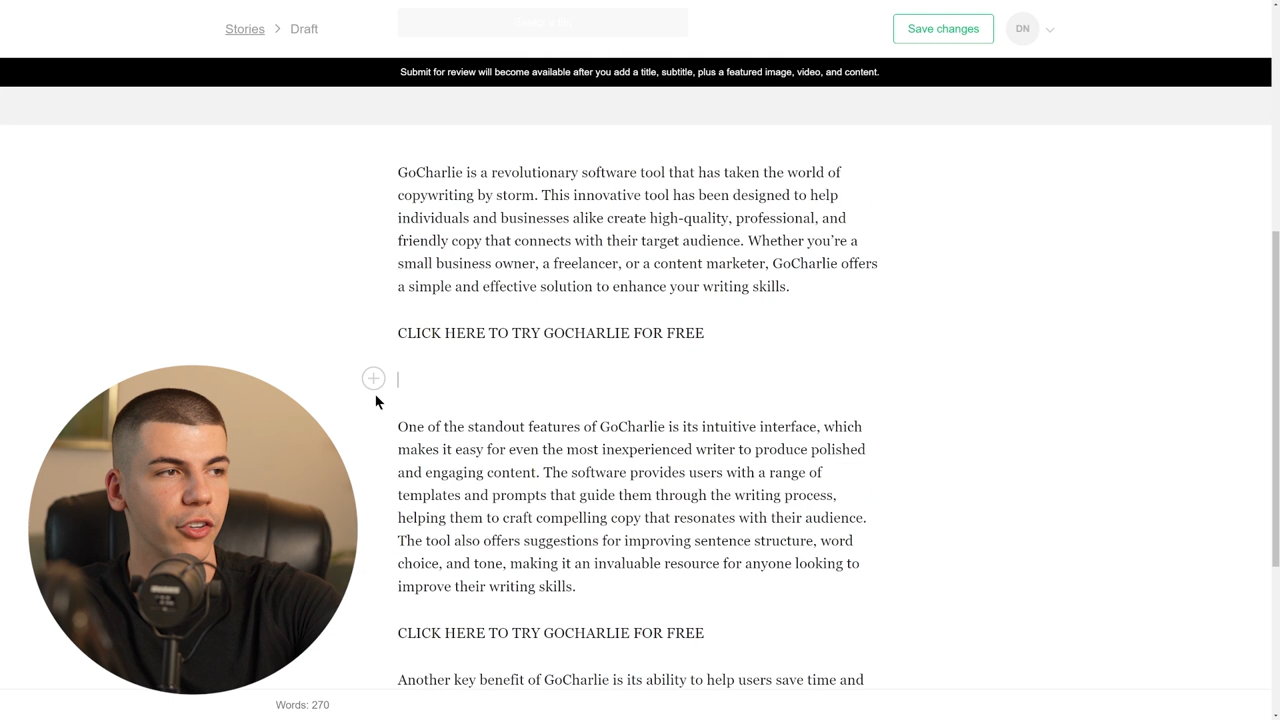 Stories > Draft
Save changes
DN
Submit for review will become available after you add a title, subtitle, plus a featured image, video, and content.
GoCharlie is a revolutionary software tool that has taken the world of
copywriting by storm. This innovative tool has been designed to help
individuals and businesses alike create high-quality, professional, and
friendly copy that connects with their target audience. Whether you're a
small business owner, a freelancer, or a content marketer, GoCharlie offers
a simple and effective solution to enhance your writing skills.
CLICK HERE TO TRY GOCHARLIE FOR FREE
One of the standout features of GoCharlie is its intuitive interface, which
makes it easy for even the most inexperienced writer to produce polished
and engaging content. The software provides users with a range of
templates and prompts that guide them through the writing process,
helping them to craft compelling copy that resonates with their audience.
The tool also offers suggestions for improving sentence structure, word
choice, and tone, making it an invaluable resource for anyone looking to
improve their writing skills.
CLICK HERE TO TRY GOCHARLIE FOR FREE
Another key benefit of GoCharlie is its ability to help users save time and
Words: 270